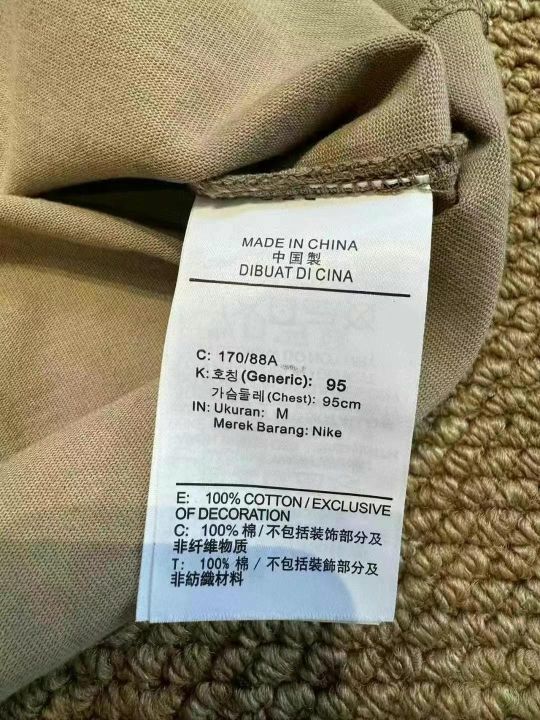 MADE IN CHINA
中国製
DIBUAT DI CINA
C: 170/88A
K: 호칭 (Generic): 95
가슴둘레 (Chest): 95cm
IN: Ukuran: M
Merek Barang: Nike
E: 100% COTTON / EXCLUSIVE
OF DECORATION
C: 100% 棉 / 不包括装饰部分及
非纤维物质
T: 100% 棉 / 不包括裝飾部分及
非紡織材料